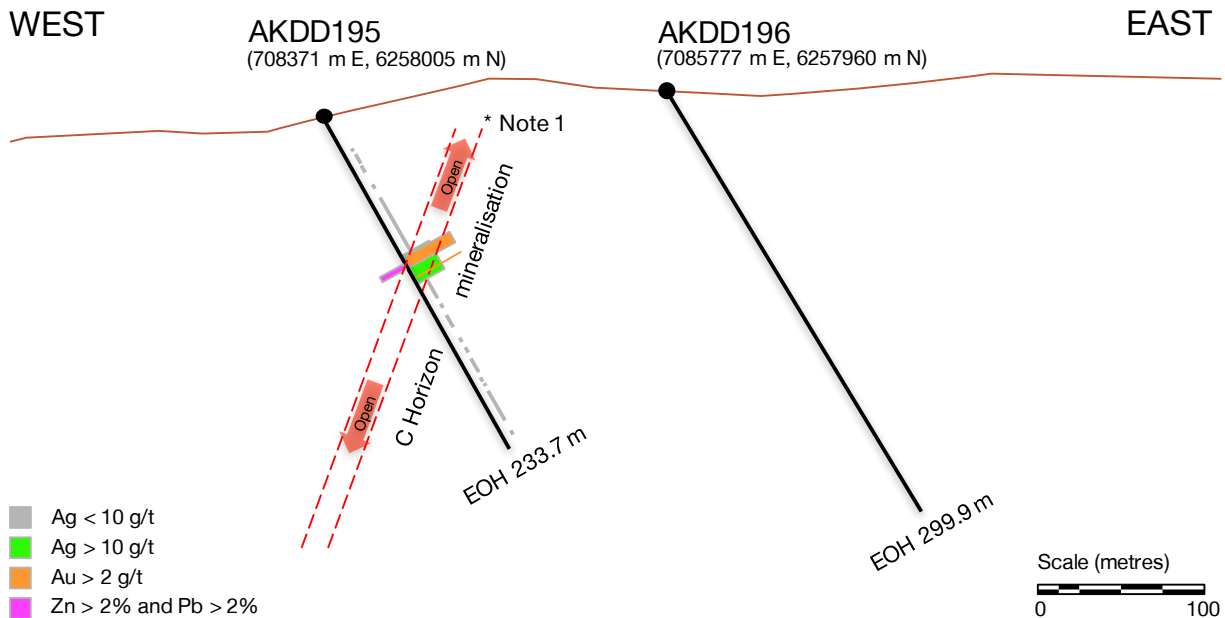 WEST
EAST
AKDD195
(708371 m E, 6258005 m N)
AKDD196
(7085777 m E, 6257960 m N)
* Note 1
Open
mineralisation
Open
C Horizon
EOH 233.7 m
EOH 299.9 m
Ag < 10 g/t
Ag > 10 g/t
Au > 2 g/t
Zn > 2% and Pb > 2%
Scale (metres)
0
100